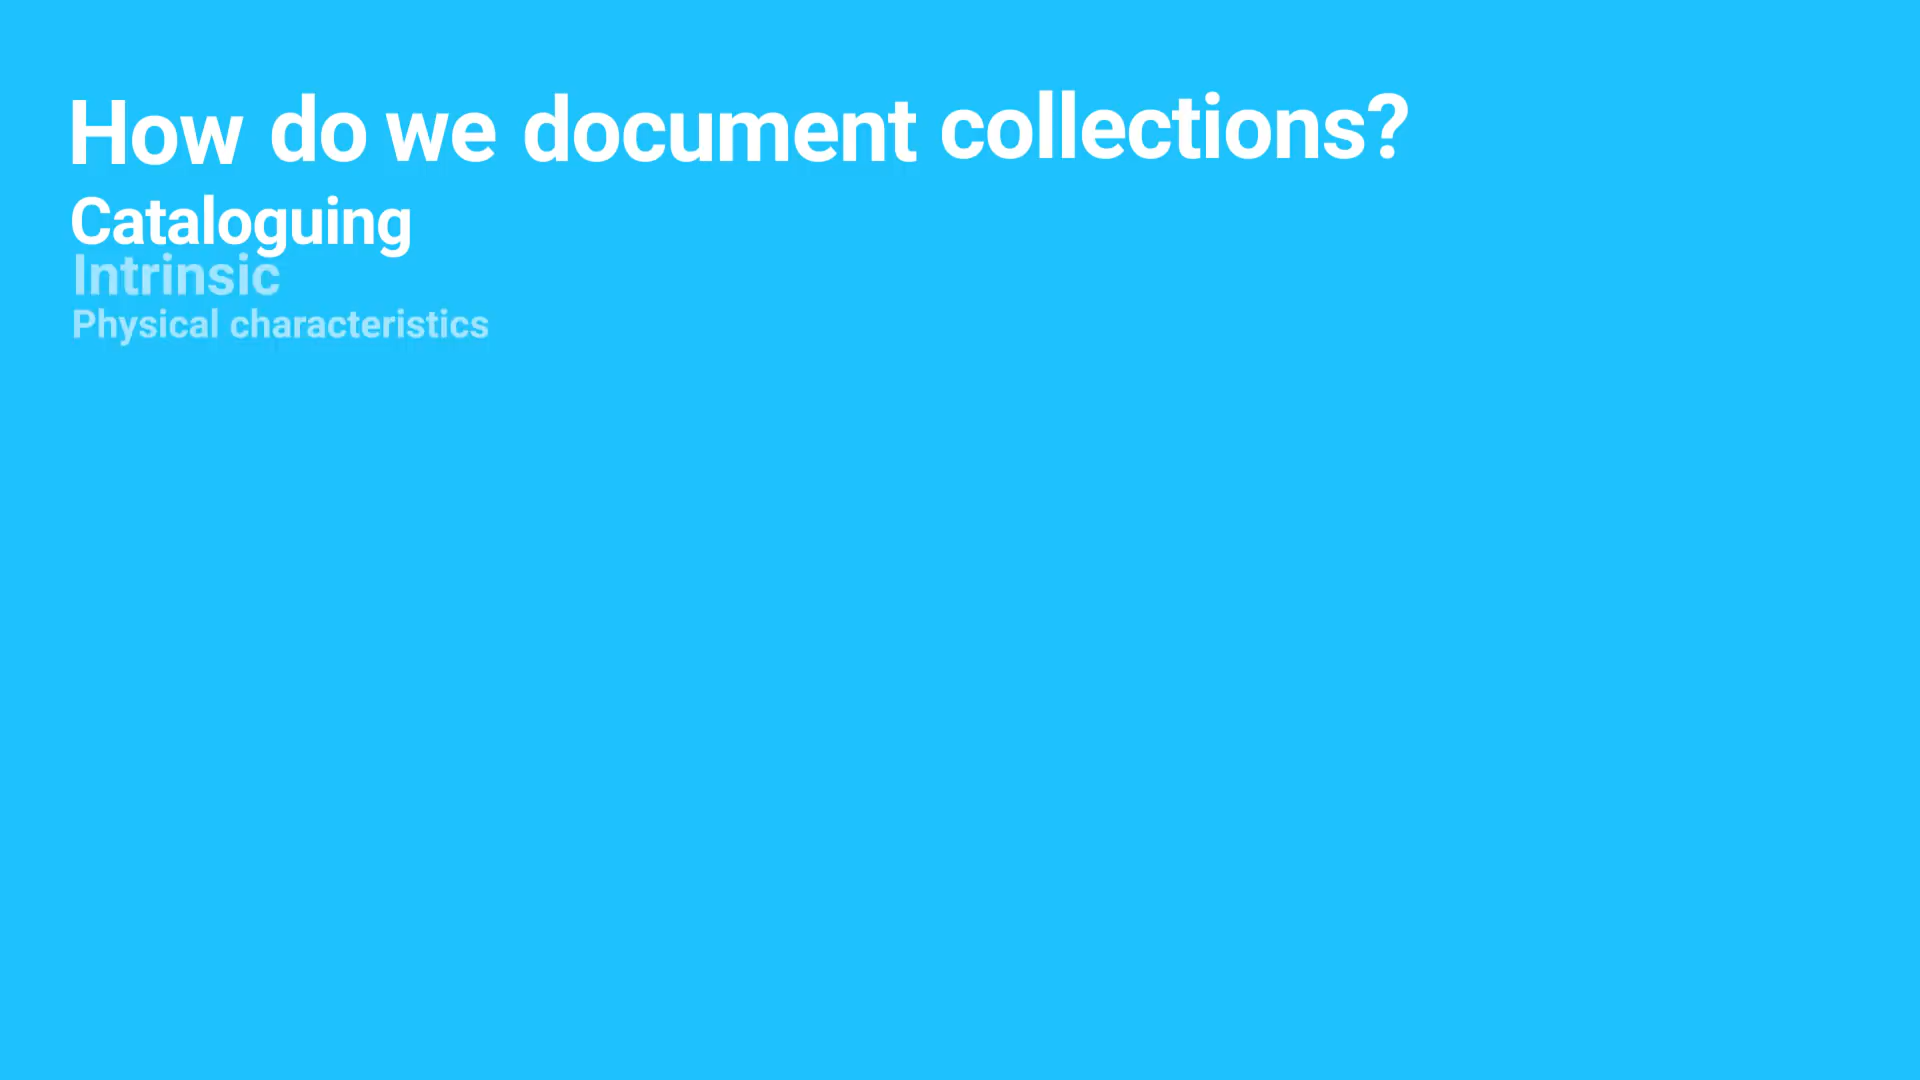 How do we document collections?
Cataloguing
Intrinsic
Physical characteristics